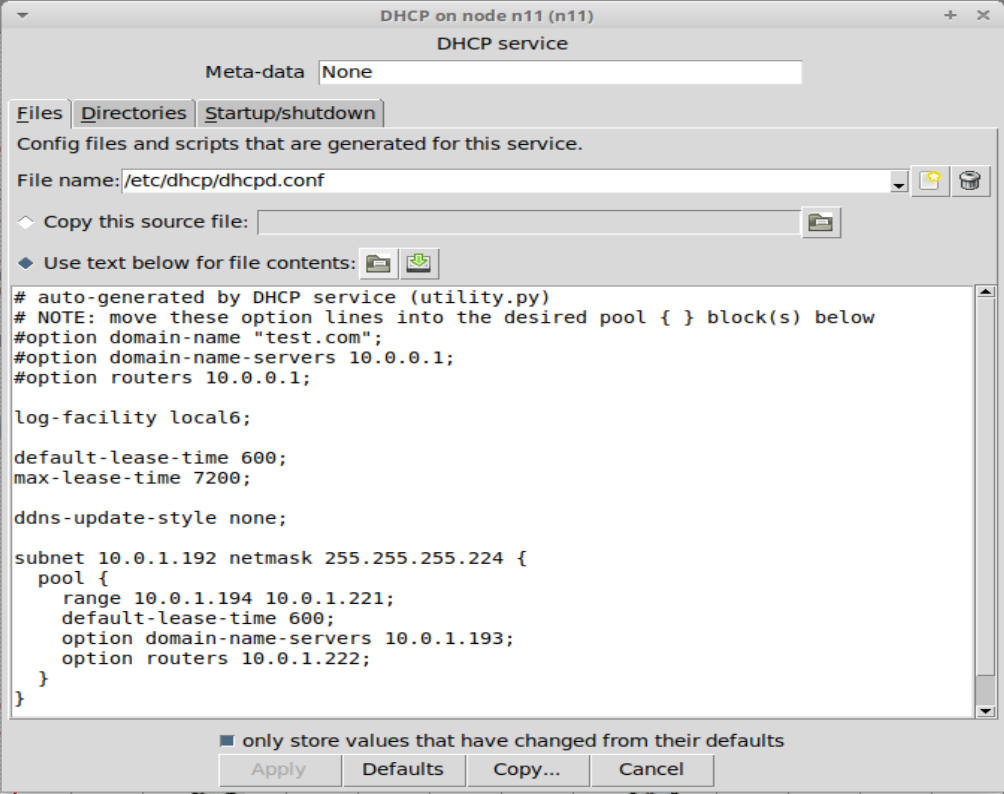 DHCP on node n11 (n11)
DHCP service
Meta-data None
Files Directories Startup/shutdown
Config files and scripts that are generated for this service.
File name: /etc/dhcp/dhcpd.conf
Copy this source file:
Use text below for file contents:
# auto-generated by DHCP service (utility.py)
# NOTE: move these option lines into the desired pool { } block(s) below
#option domain-name "test.com";
#option domain-name-servers 10.0.0.1;
#option routers 10.0.0.1;
log-facility local6;
default-lease-time 600;
max-lease-time 7200;
ddns-update-style none;
subnet 10.0.1.192 netmask 255.255.255.224 {
pool {
range 10.0.1.194 10.0.1.221;
default-lease-time 600;
option domain-name-servers 10.0.1.193;
option routers 10.0.1.222;
}
}
only store values that have changed from their defaults
Apply Defaults Copy... Cancel